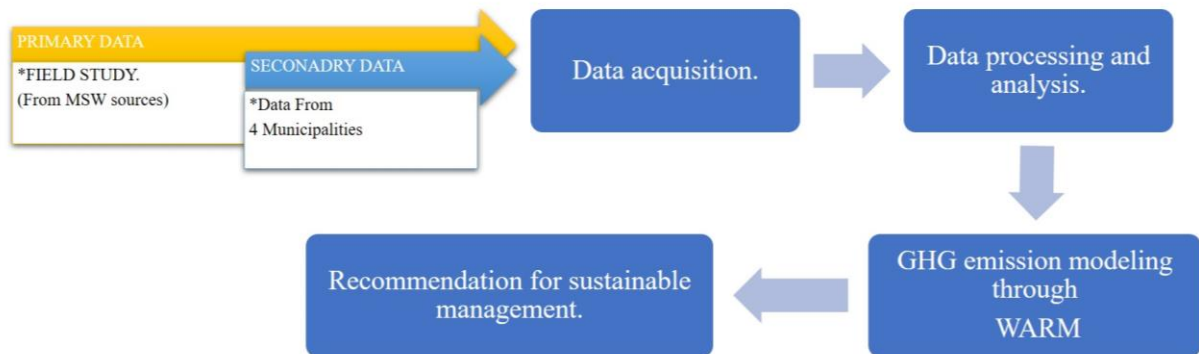 PRIMARY DATA
*FIELD STUDY.
(From MSW sources)
SECONADRY DATA
*Data From
4 Municipalities
Data acquisition.
Data processing and
analysis.
GHG emission modeling
through
WARM
Recommendation for sustainable
management.